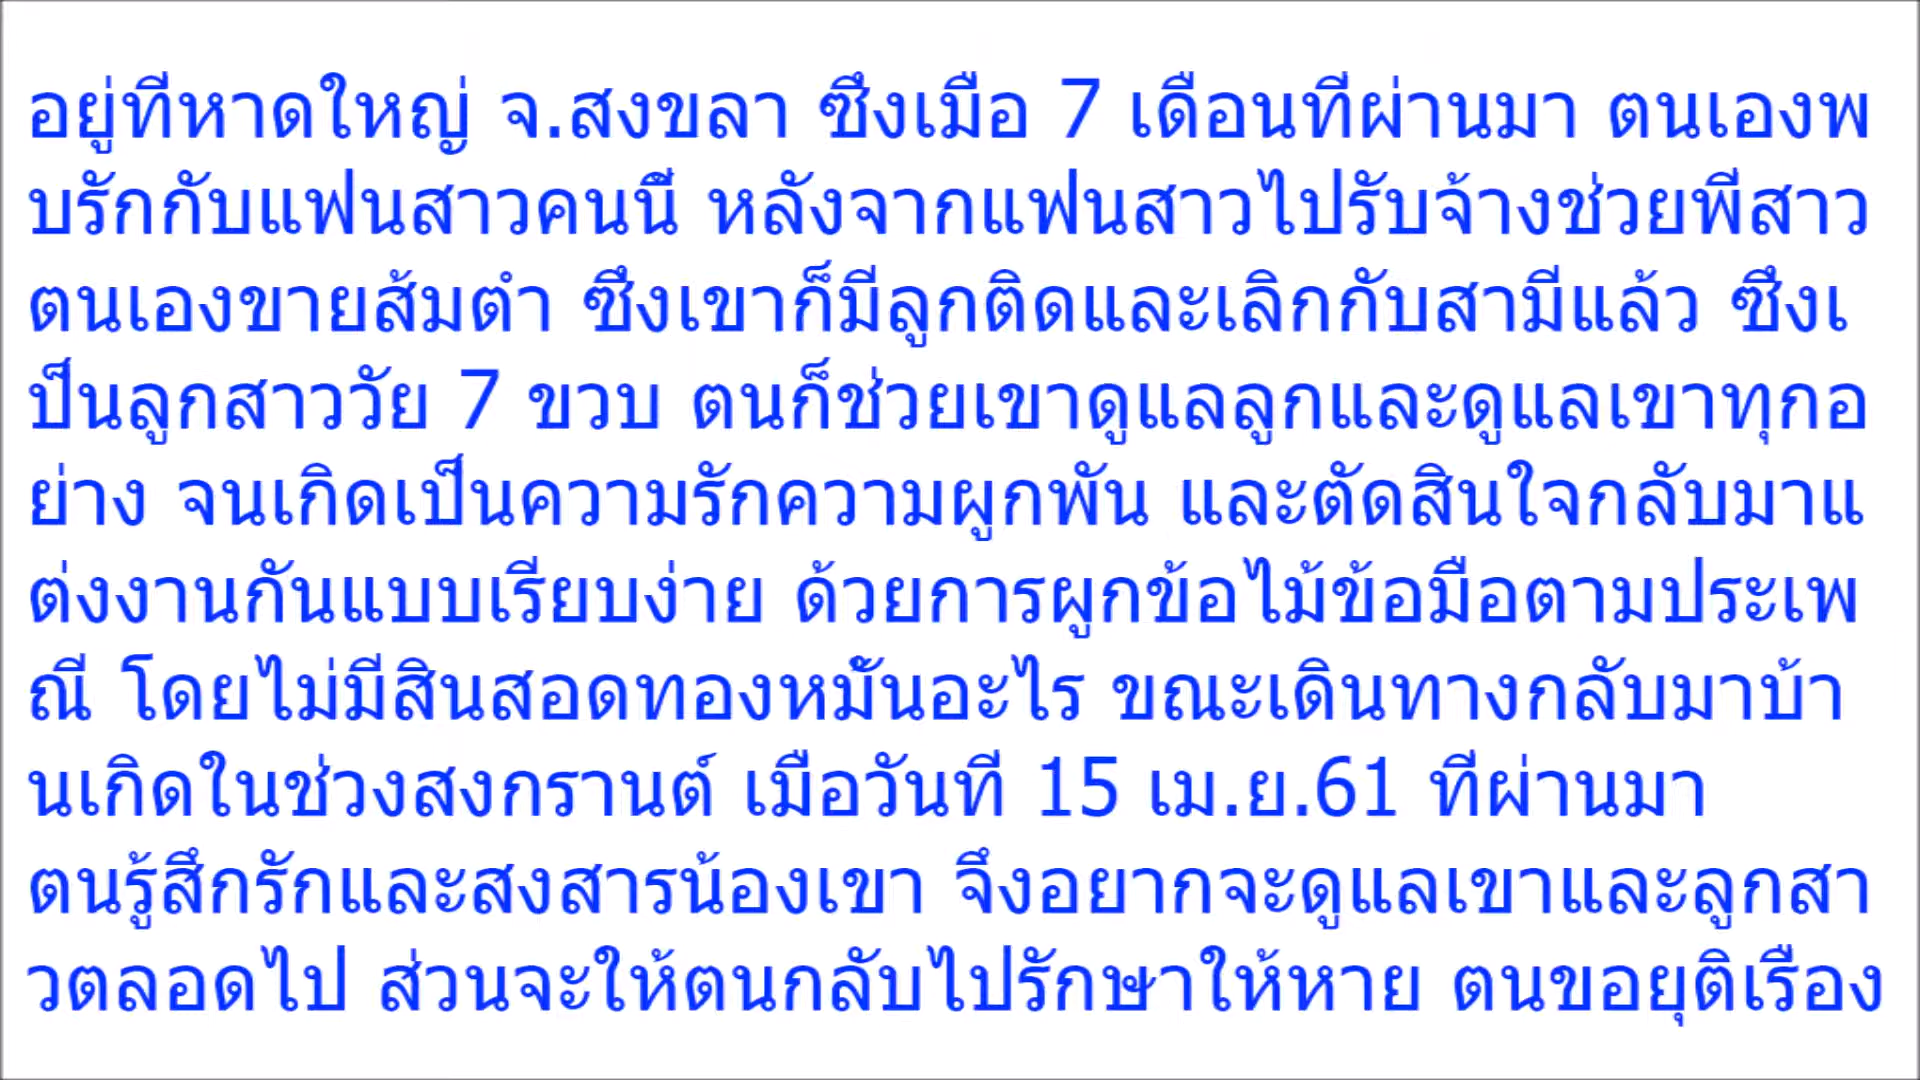 อยู่ที่หาดใหญ่ จ.สงขลา ซึ่งเมื่อ 7 เดือนที่ผ่านมา ตนเองพ
บรักกับแฟนสาวคนนี้ หลังจากแฟนสาวไปรับจ้างช่วยพี่สาว
ตนเองขายส้มตำ ซึ่งเขาก็มีลูกติดและเลิกกับสามีแล้ว ซึ่งเ
ป็นลูกสาววัย 7 ขวบ ตนก็ช่วยเขาดูแลลูกและดูแลเขาทุกอ
ย่าง จนเกิดเป็นความรักความผูกพัน และตัดสินใจกลับมาแ
ต่งงานกันแบบเรียบง่าย ด้วยการผูกข้อไม้ข้อมือตามประเพ
ณี โดยไม่มีสินสอดทองหมั้นอะไร ขณะเดินทางกลับมาบ้า
นเกิดในช่วงสงกรานต์ เมื่อวันที่ 15 เม.ย.61 ที่ผ่านมา
ตนรู้สึกรักและสงสารน้องเขา จึงอยากจะดูแลเขาและลูกสา
วตลอดไป ส่วนจะให้ตนกลับไปรักษาให้หาย ตนขอยุติเรื่อง